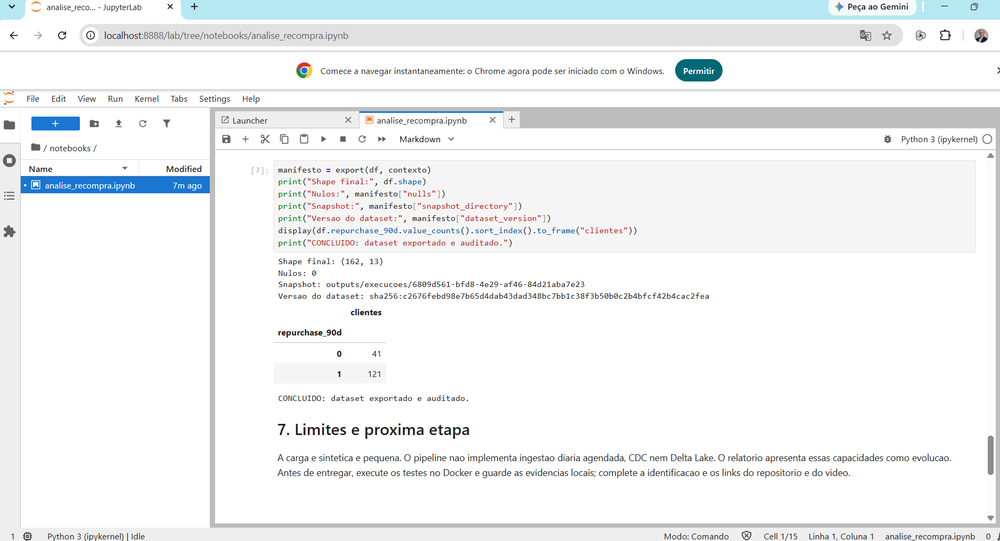 analise_reco... - JupyterLab
Peça ao Gemini
localhost:8888/lab/tree/notebooks/analise_recompra.ipynb
Comece a navegar instantaneamente: o Chrome agora pode ser iniciado com o Windows.
Permitir
File Edit View Run Kernel Tabs Settings Help
Launcher
analise_recompra.ipynb
Markdown
Python 3 (ipykernel)
/ notebooks /
Name
Modified
analise_recompra.ipynb
7m ago
[7]:
manifesto = export(df, contexto)
print("Shape final:", df.shape)
print("Nulos:", manifesto["nulls"])
print("Snapshot:", manifesto["snapshot_directory"])
print("Versao do dataset:", manifesto["dataset_version"])
display(df.repurchase_90d.value_counts().sort_index().to_frame("clientes"))
print("CONCLUIDO: dataset exportado e auditado.")
Shape final: (162, 13)
Nulos: 0
Snapshot: outputs/execucoes/6809d561-bfd8-4e29-af46-84d21aba7e23
Versao do dataset: sha256:c2676febd98e7b65d4dab43dad348bc7bb1c38f3b50b0c2b4bfcf42b4cac2fea
clientes
repurchase_90d
0 41
1 121
CONCLUIDO: dataset exportado e auditado.
7. Limites e proxima etapa
A carga e sintetica e pequena. O pipeline nao implementa ingestao diaria agendada, CDC nem Delta Lake. O relatorio apresenta essas capacidades como evolucao.
Antes de entregar, execute os testes no Docker e guarde as evidencias locais; complete a identificacao e os links do repositorio e do video.
1
Python 3 (ipykernel) | Idle
Modo: Comando
Cell 1/15
Linha 1, Coluna 1
analise_recompra.ipynb
0